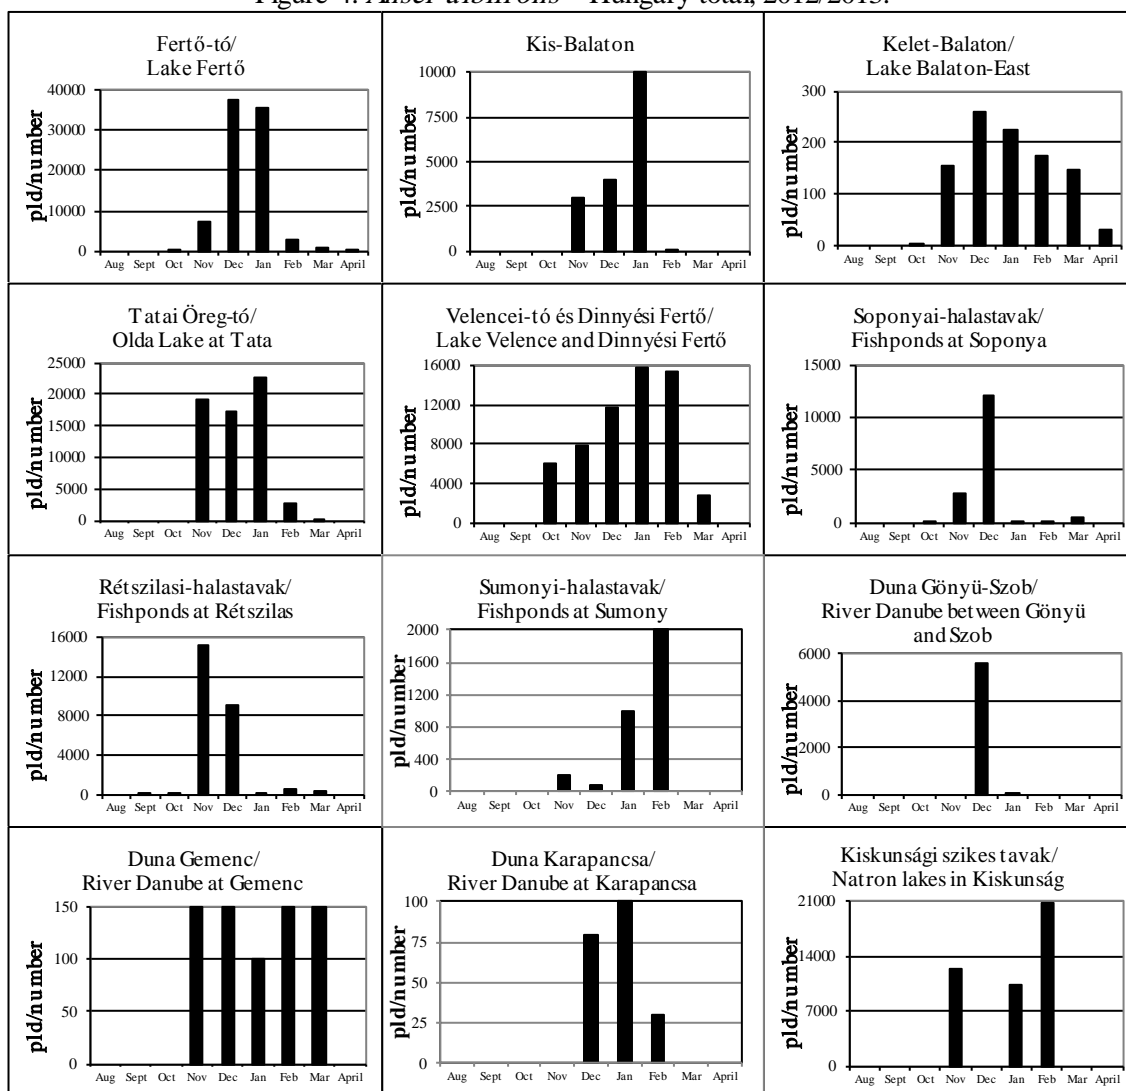 Figure 4. Anser albifrons – Hungary total, 2012/2013.
Fertő-tó/
Lake Fertő
pld/number
40000
30000
20000
10000
0
Aug Sept Oct Nov Dec Jan Feb Mar April
Kis-Balaton
pld/number
10000
7500
5000
2500
0
Aug Sept Oct Nov Dec Jan Feb Mar April
Kelet-Balaton/
Lake Balaton-East
pld/number
300
200
100
0
Aug Sept Oct Nov Dec Jan Feb Mar April
Tatai Öreg-tó/
Olda Lake at Tata
pld/number
25000
20000
15000
10000
5000
0
Aug Sept Oct Nov Dec Jan Feb Mar April
Velencei-tó és Dinnyési Fertő/
Lake Velence and Dinnyési Fertő
pld/number
16000
12000
8000
4000
0
Aug Sept Oct Nov Dec Jan Feb Mar April
Soponyai-halastavak/
Fishponds at Soponya
pld/number
15000
10000
5000
0
Aug Sept Oct Nov Dec Jan Feb Mar April
Rétszilasi-halastavak/
Fishponds at Rétszilas
pld/number
16000
12000
8000
4000
0
Aug Sept Oct Nov Dec Jan Feb Mar April
Sumonyi-halastavak/
Fishponds at Sumony
pld/number
2000
1600
1200
800
400
0
Aug Sept Oct Nov Dec Jan Feb Mar April
Duna Gönyü-Szob/
River Danube between Gönyü
and Szob
pld/number
6000
4000
2000
0
Aug Sept Oct Nov Dec Jan Feb Mar April
Duna Gemenc/
River Danube at Gemenc
pld/number
150
100
50
0
Aug Sept Oct Nov Dec Jan Feb Mar April
Duna Karapancsa/
River Danube at Karapancsa
pld/number
100
75
50
25
0
Aug Sept Oct Nov Dec Jan Feb Mar April
Kiskunsági szikes tavak/
Natron lakes in Kiskunság
pld/number
21000
14000
7000
0
Aug Sept Oct Nov Dec Jan Feb Mar April